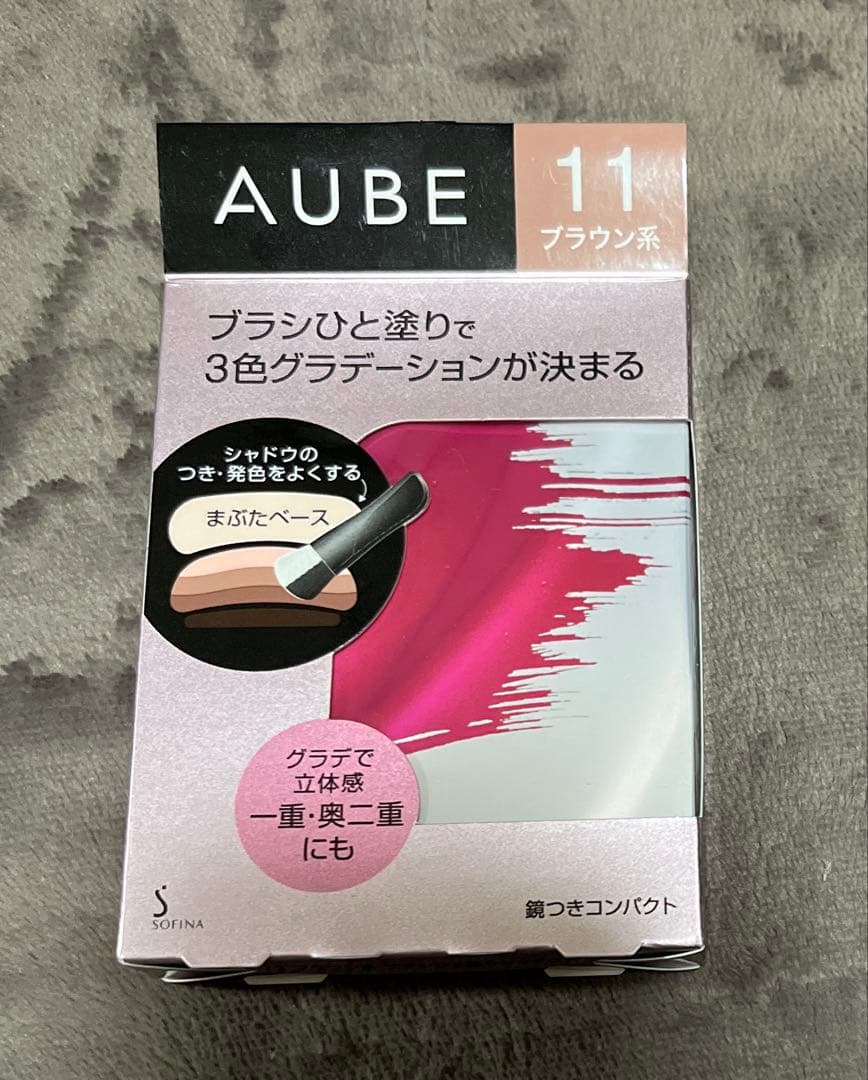 AUBE
11
ブラウン系
ブラシひと塗りで
3色グラデーションが決まる
シャドウの
つき・発色をよくする
まぶたベース
グラデで
立体感
一重・奥二重
にも
S
SOFINA
鏡つきコンパクト